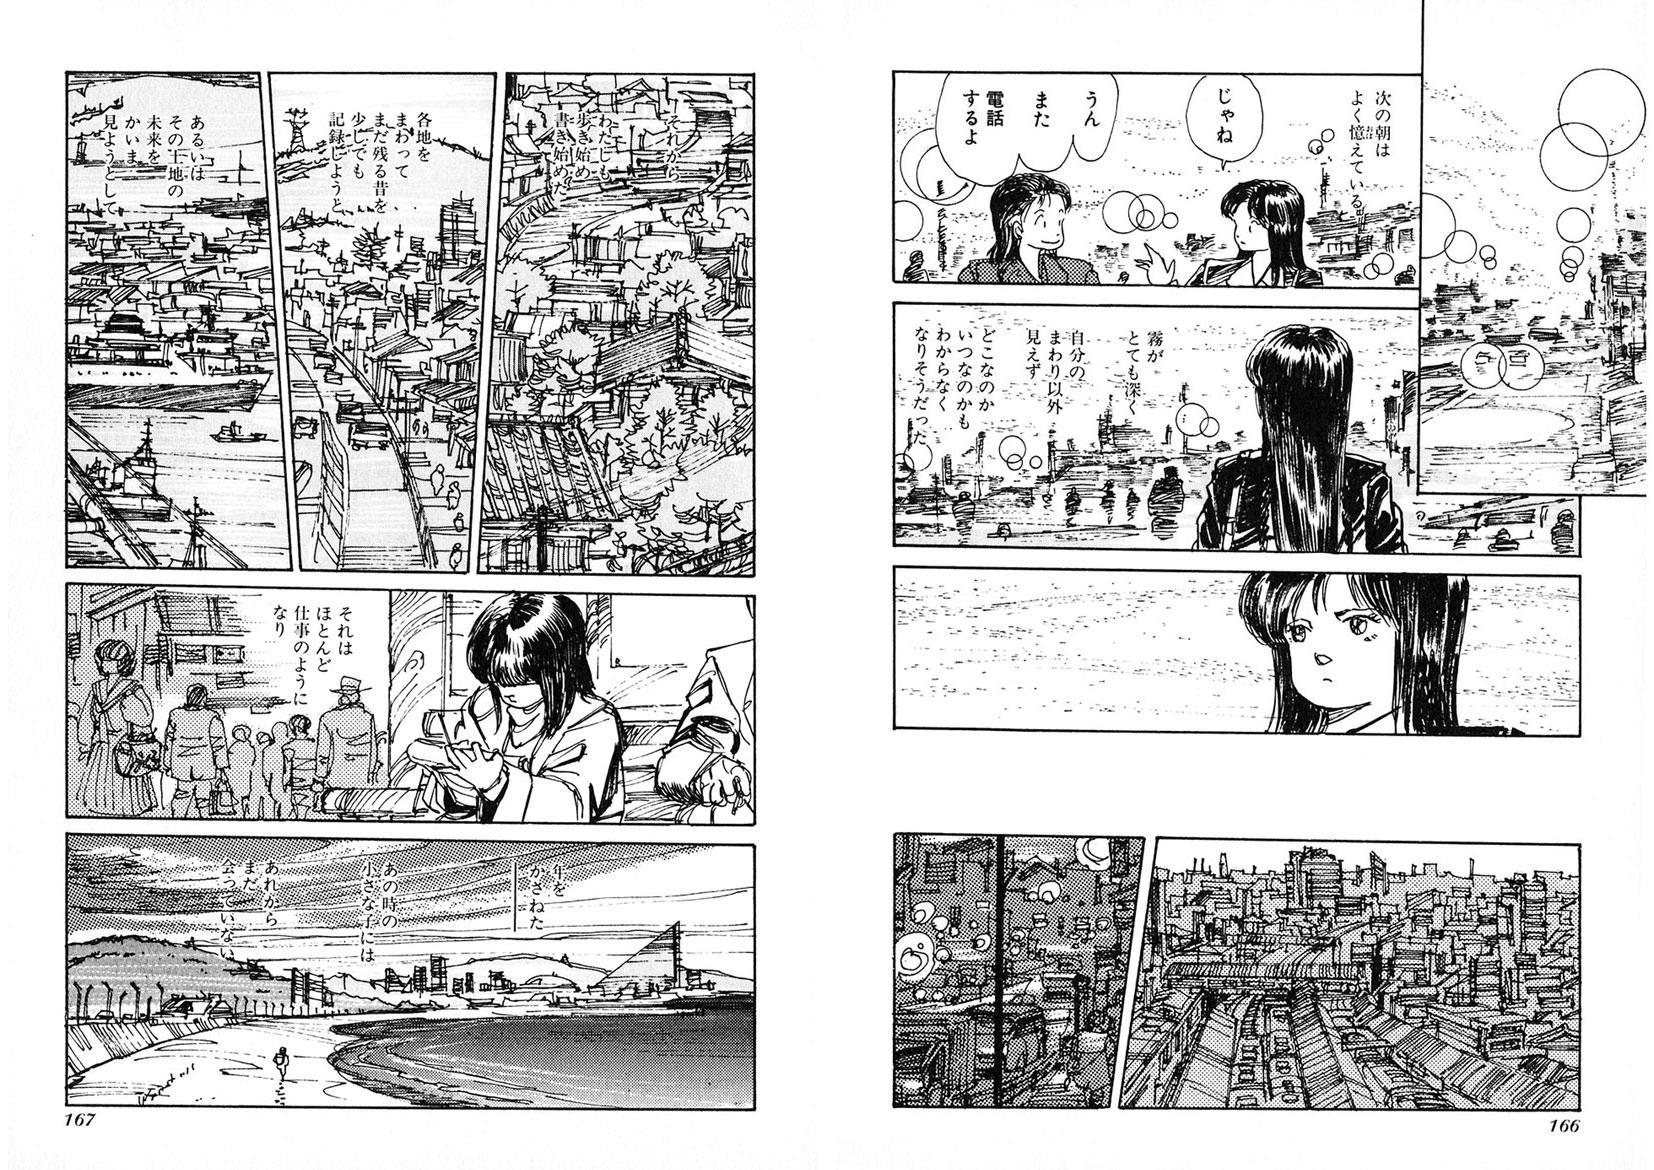 次の朝は
よく憶えている
じゃね
うん
また
電話
するよ
霧が
とても深く
自分の
まわり以外
見えず
どこなのか
いつなのかも
わからなく
なりそうだった
166
それから
わたしも
歩き始め
書き始めた
各地を
まわって
まだ残る昔を
少しでも
記録しようと
あるいは
その土地の
未来を
かいま
見ようとして
それは
ほとんど
仕事のように
なり
年を
かさねた
あの時の
小さな子には
あれから
まだ
会っていない
167